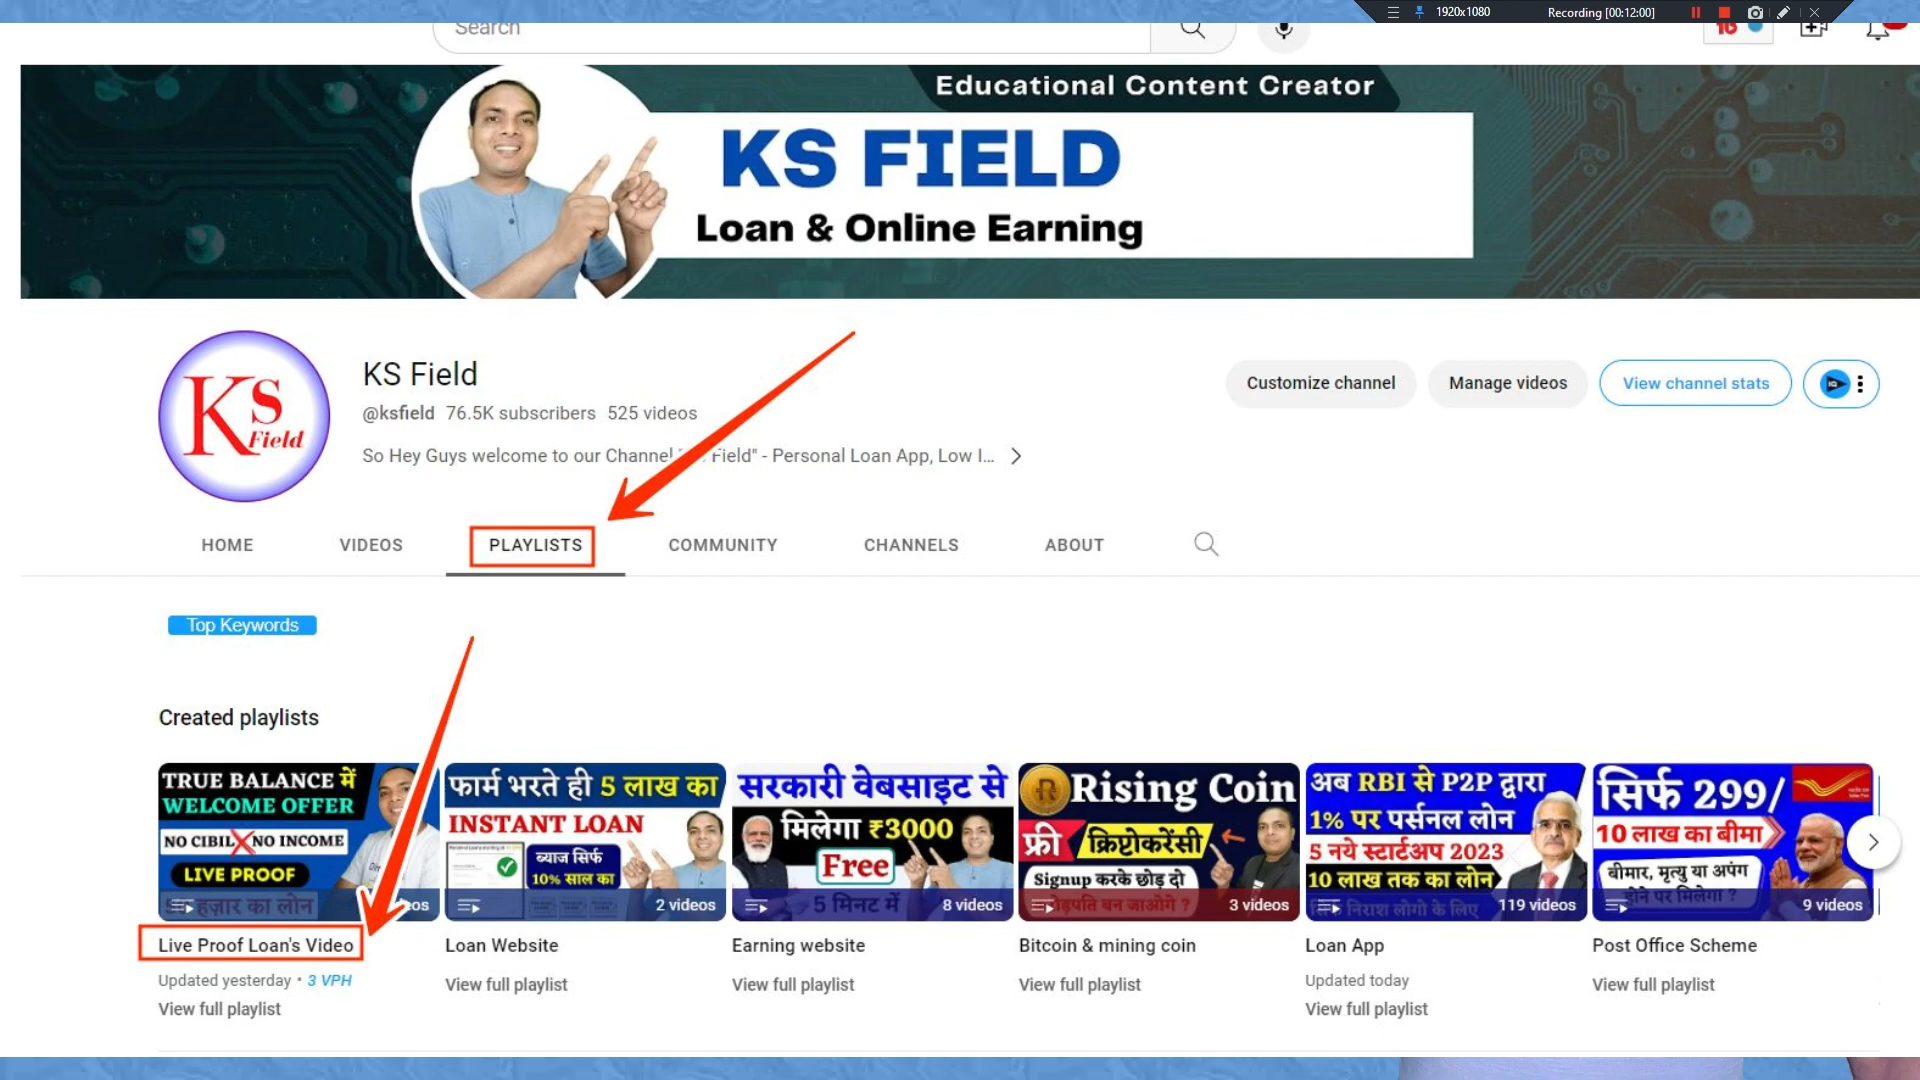 1920x1080 Recording [00:12:00]
Search
Educational Content Creator
KS FIELD
Loan & Online Earning
KS Field
KS Field
@ksfield 76.5K subscribers 525 videos
So Hey Guys welcome to our Channel Field" - Personal Loan App, Low I...
Customize channel
Manage videos
View channel stats
HOME VIDEOS PLAYLISTS COMMUNITY CHANNELS ABOUT
Top Keywords
Created playlists
TRUE BALANCE में
WELCOME OFFER
NO CIBIL NO INCOME
LIVE PROOF
हज़ार का लोन
Live Proof Loan's Video
Updated yesterday • 3 VPH
View full playlist
फार्म भरते ही 5 लाख का
INSTANT LOAN
ब्याज सिर्फ
10% साल का
2 videos
Loan Website
View full playlist
सरकारी वेबसाइट से
मिलेगा ₹3000
Free
5 मिनट में
8 videos
Earning website
View full playlist
Rising Coin
फ्री क्रिप्टोकरेंसी
Signup करके छोड़ दो
बन जाओगे ?
3 videos
Bitcoin & mining coin
View full playlist
अब RBI से P2P द्वारा
1% पर पर्सनल लोन
5 नये स्टार्टअप 2023
10 लाख तक का लोन
निराश लोगो के लिए
119 videos
Loan App
Updated today
View full playlist
सिर्फ 299/
10 लाख का बीमा
बीमार, मृत्यु या अपंग
होने पर मिलेगा ?
9 videos
Post Office Scheme
View full playlist